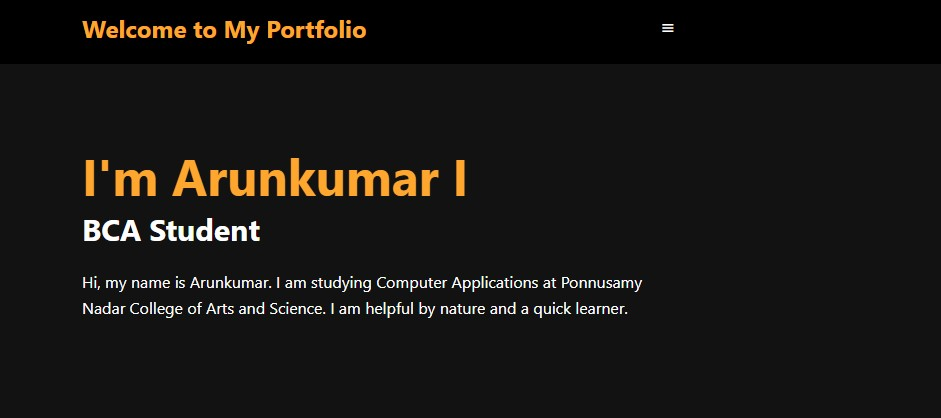 Welcome to My Portfolio
I'm Arunkumar I
BCA Student
Hi, my name is Arunkumar. I am studying Computer Applications at Ponnusamy
Nadar College of Arts and Science. I am helpful by nature and a quick learner.